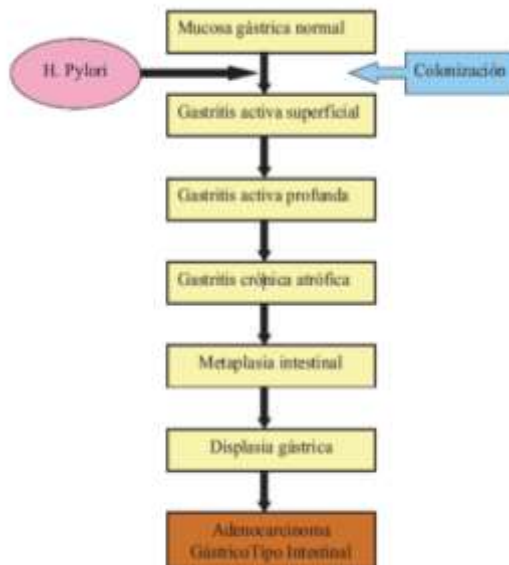 Mucosa gástrica normal
H. Pylori
Colonización
Gastritis activa superficial
Gastritis activa profunda
Gastritis crónica atrófica
Metaplasia intestinal
Displasia gástrica
Adenocarcinoma
GástricoTipo Intestinal